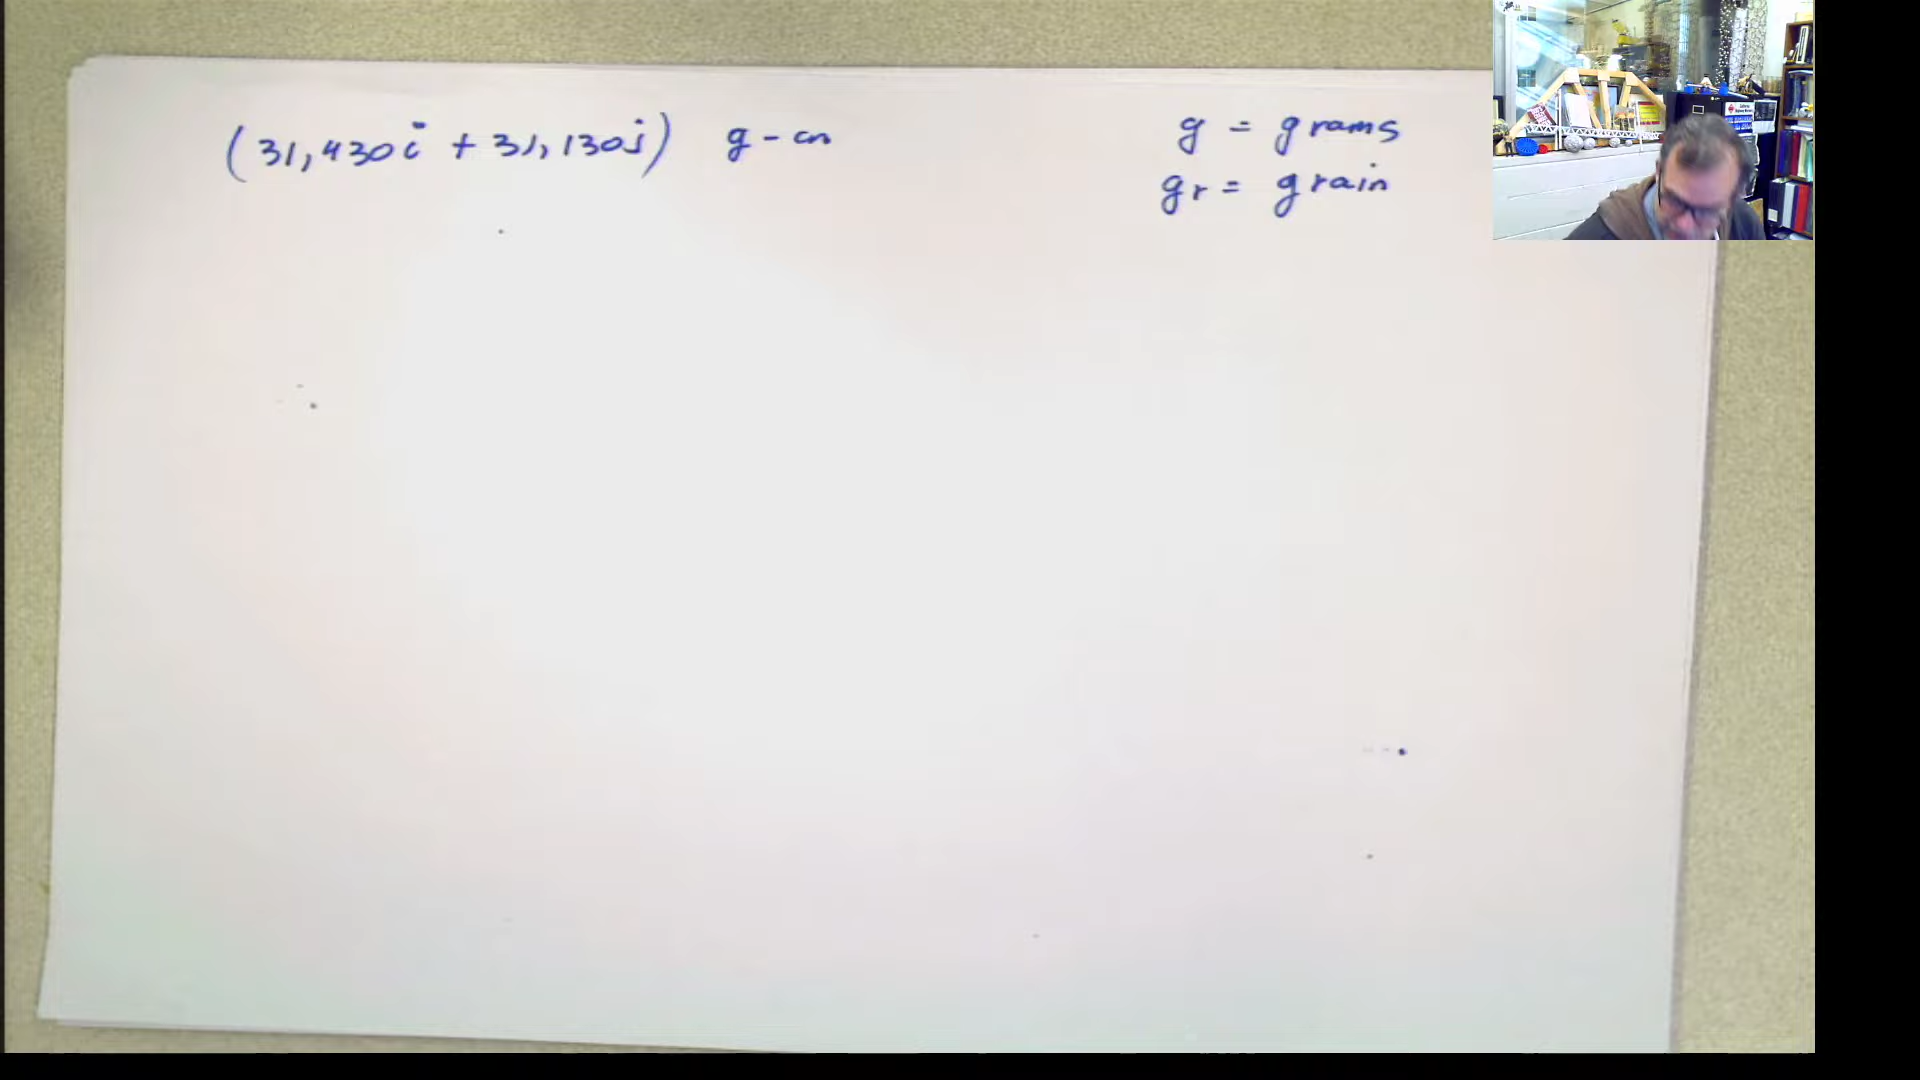 (31,430i + 31,130j) g-cm
g = grams
gr = grain